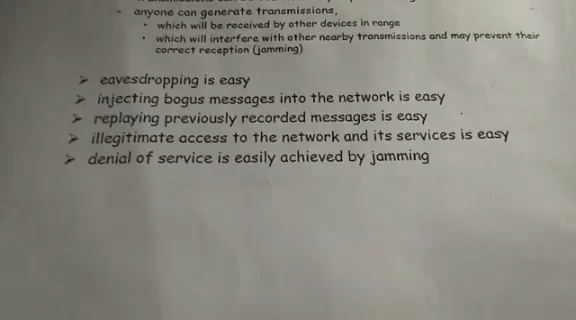 - anyone can generate transmissions,
• which will be received by other devices in range
• which will interfere with other nearby transmissions and may prevent their
correct reception (jamming)
➢ eavesdropping is easy
➢ injecting bogus messages into the network is easy
➢ replaying previously recorded messages is easy
➢ illegitimate access to the network and its services is easy
➢ denial of service is easily achieved by jamming